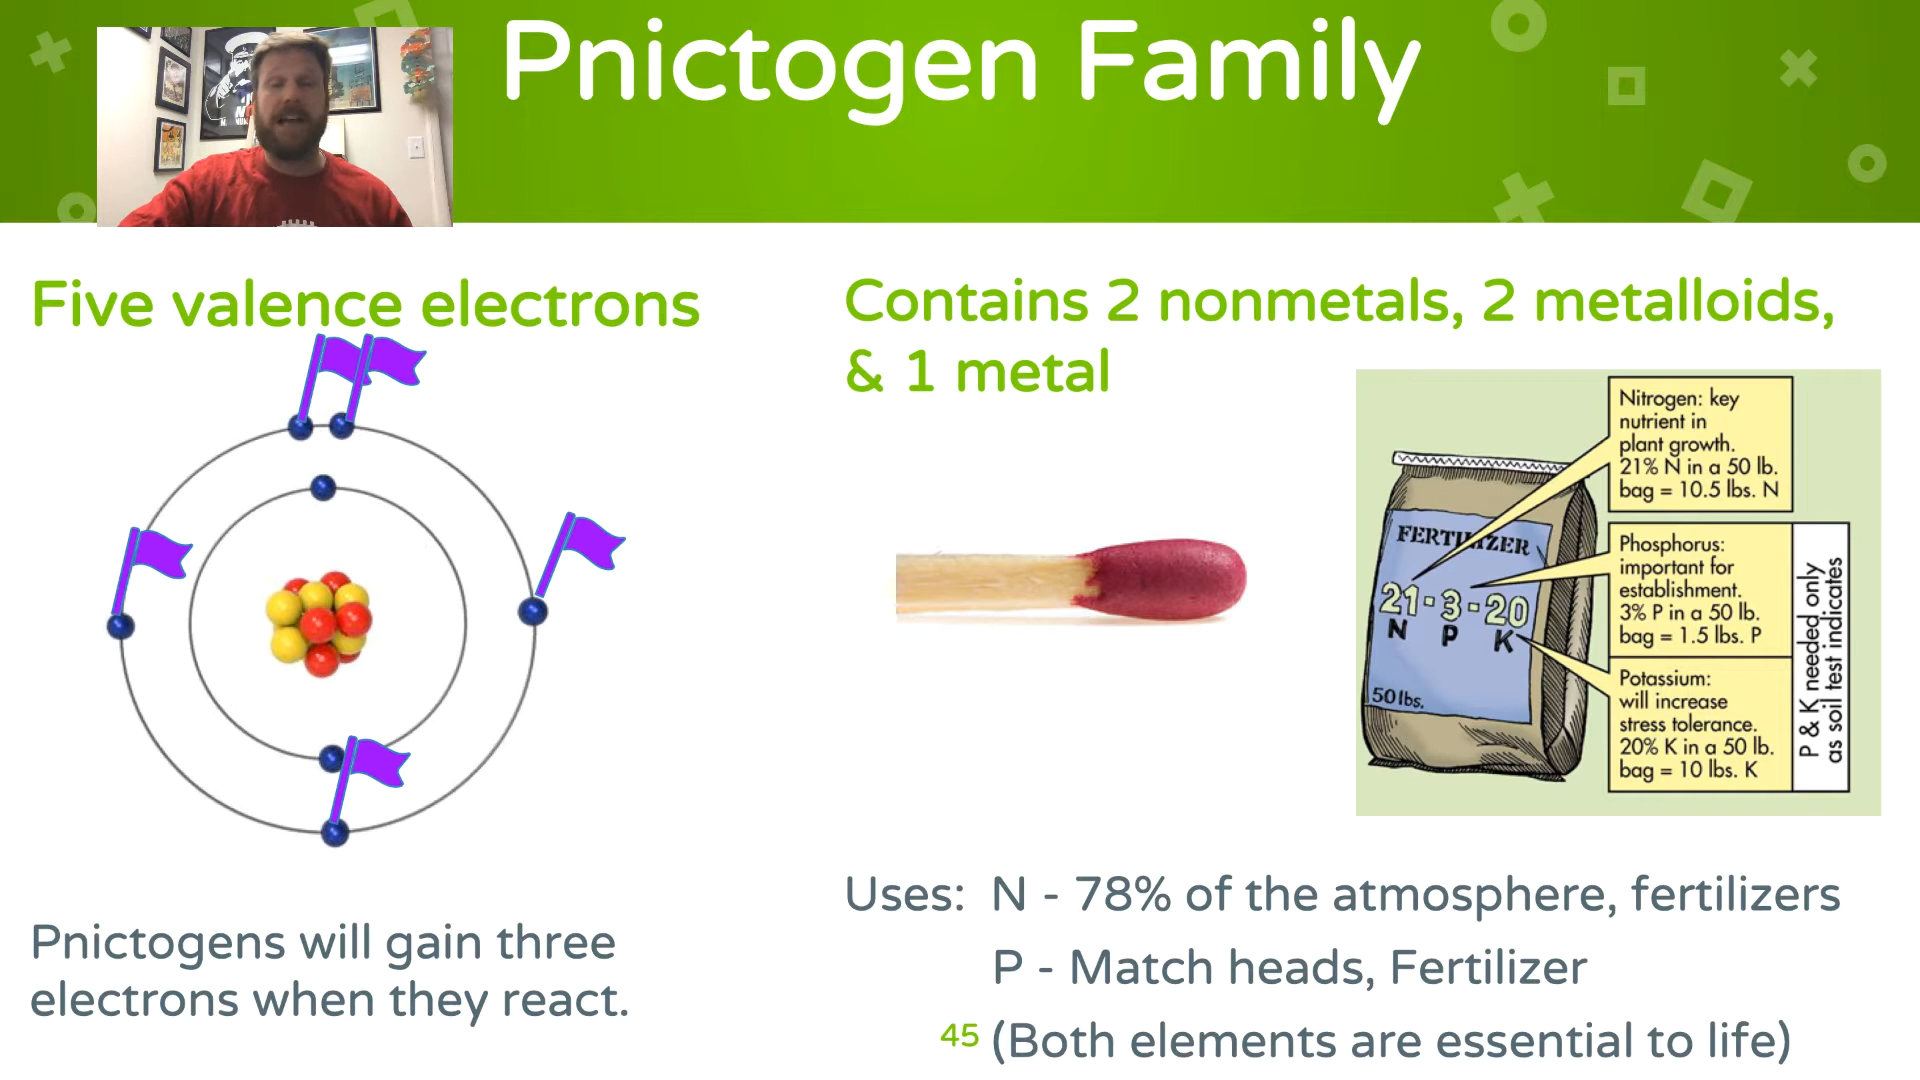 Pnictogen Family
Five valence electrons
Contains 2 nonmetals, 2 metalloids,
& 1 metal
Nitrogen: key
nutrient in
plant growth.
21% N in a 50 lb.
bag = 10.5 lbs. N
FERTILIZER
21-3-20
N P K
50 lbs.
Phosphorus:
important for
establishment.
3% P in a 50 lb.
bag = 1.5 lbs. P
Potassium:
will increase
stress tolerance.
20% K in a 50 lb.
bag = 10 lbs. K
P & K needed only
as soil test indicates
Pnictogens will gain three
electrons when they react.
Uses: N - 78% of the atmosphere, fertilizers
P - Match heads, Fertilizer
45 (Both elements are essential to life)